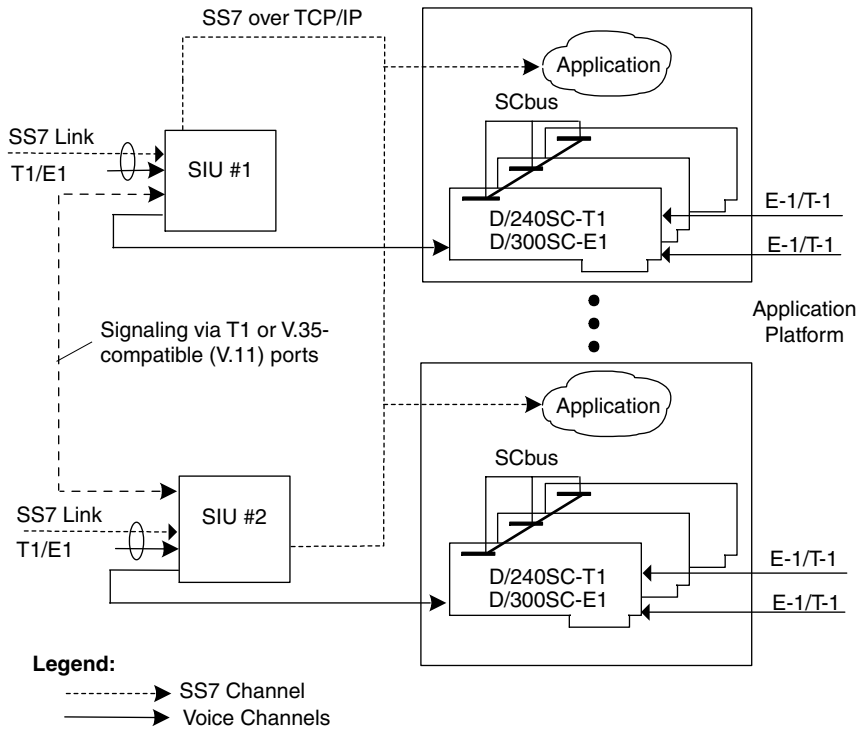 SS7 over TCP/IP
Application
SCbus
SS7 Link
T1/E1
SIU #1
D/240SC-T1
D/300SC-E1
E-1/T-1
E-1/T-1
Signaling via T1 or V.35-
compatible (V.11) ports
Application
Platform
Application
SCbus
SS7 Link
T1/E1
SIU #2
D/240SC-T1
D/300SC-E1
E-1/T-1
E-1/T-1
Legend:
SS7 Channel
Voice Channels